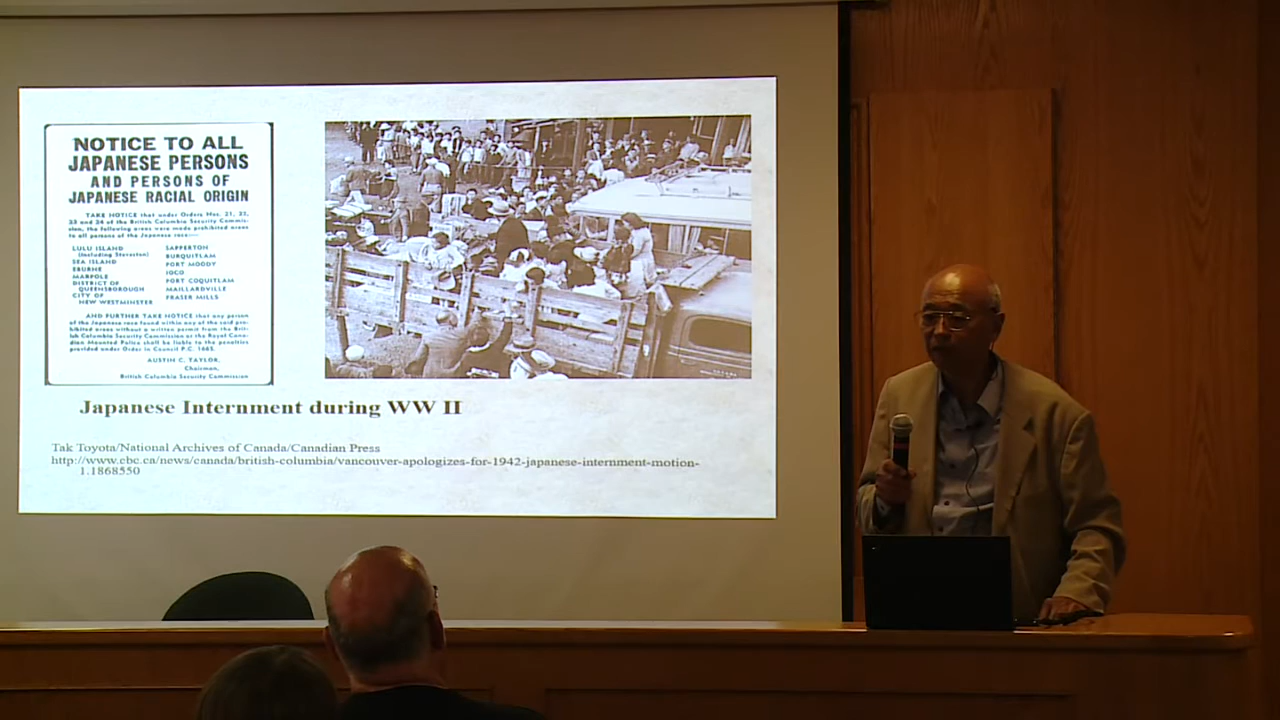 NOTICE TO ALL
JAPANESE PERSONS
AND PERSONS OF
JAPANESE RACIAL ORIGIN
TAKE NOTICE that under Orders Nos. 21, 22,
23 and 24 of the British Columbia Security Commis-
sion, the following areas were made prohibited areas
to all persons of the Japanese race:—
LULU ISLAND
(including Steveston)
SEA ISLAND
EBURNE
MARPOLE
DISTRICT OF
QUEENSBOROUGH
CITY OF
NEW WESTMINSTER
SAPPERTON
BURQUITLAM
PORT MOODY
IOCO
PORT COQUITLAM
MAILLARDVILLE
FRASER MILLS
AND FURTHER TAKE NOTICE that any person
of the Japanese race found within any of the said pro-
hibited areas without a written permit from the Brit-
ish Columbia Security Commission or the Royal Cana-
dian Mounted Police shall be liable to the penalties
provided under Order in Council P.C. 1665.
AUSTIN C. TAYLOR,
Chairman,
British Columbia Security Commission
Japanese Internment during WW II
Tak Toyota/National Archives of Canada/Canadian Press
http://www.cbc.ca/news/canada/british-columbia/vancouver-apologizes-for-1942-japanese-internment-motion-
1.1868550